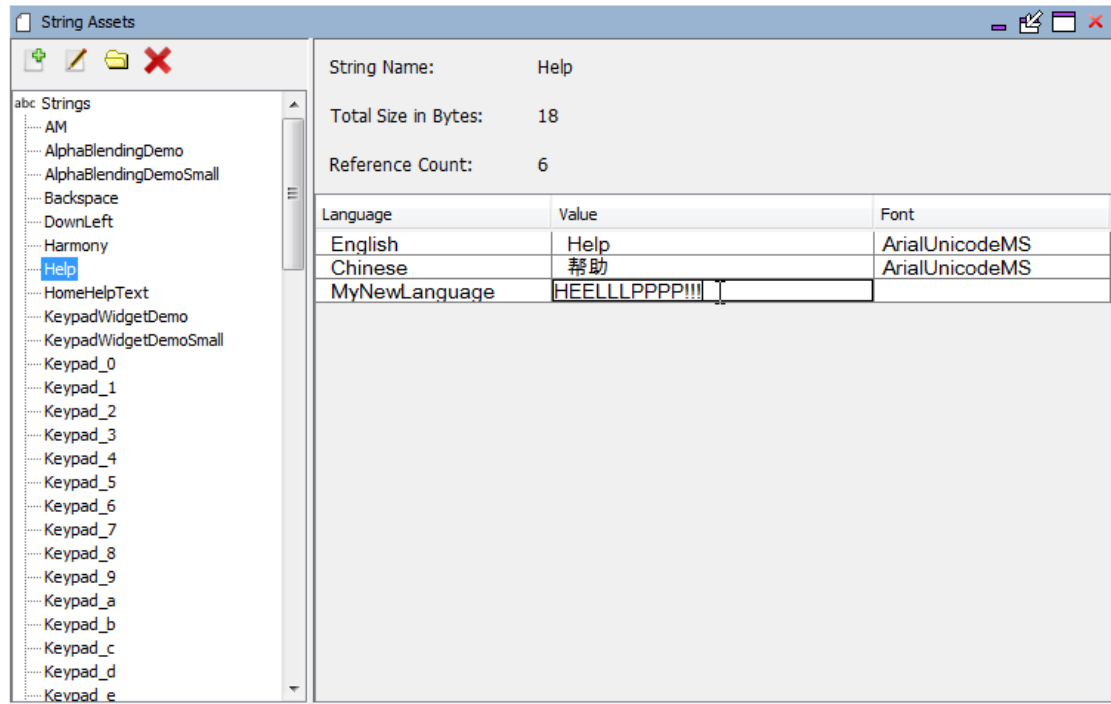 String Assets
abc Strings
AM
AlphaBlendingDemo
AlphaBlendingDemoSmall
Backspace
DownLeft
Harmony
Help
HomeHelpText
KeypadWidgetDemo
KeypadWidgetDemoSmall
Keypad_0
Keypad_1
Keypad_2
Keypad_3
Keypad_4
Keypad_5
Keypad_6
Keypad_7
Keypad_8
Keypad_9
Keypad_a
Keypad_b
Keypad_c
Keypad_d
Keypad_e
String Name: Help
Total Size in Bytes: 18
Reference Count: 6
Language Value Font
English Help ArialUnicodeMS
Chinese 帮助 ArialUnicodeMS
MyNewLanguage HEELLLPPPP!!!